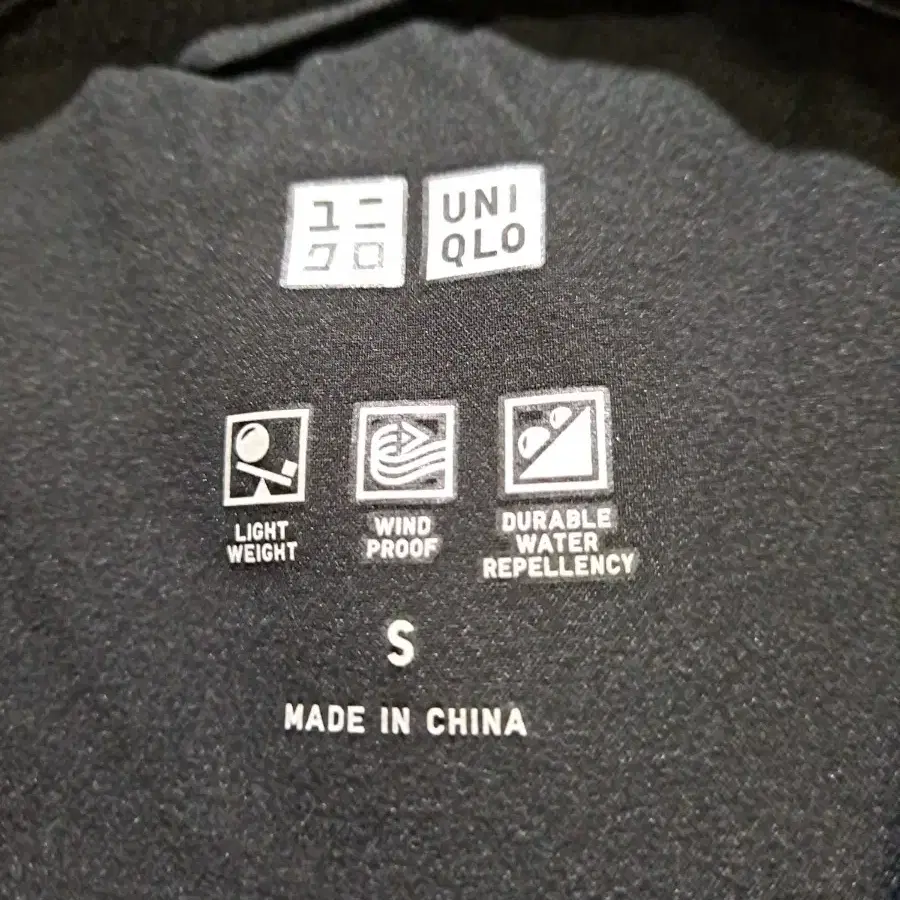 ユニ
クロ
UNI
QLO
LIGHT
WEIGHT
WIND
PROOF
DURABLE
WATER
REPELLENCY
S
MADE IN CHINA